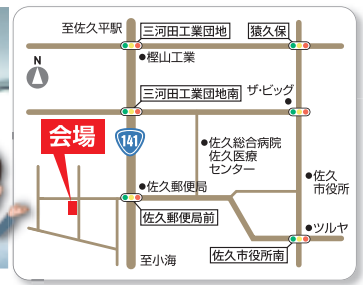 至佐久平駅
三河田工業団地
猿久保
N
樫山工業
三河田工業団地南
ザ・ビッグ
会場
141
佐久総合病院
佐久医療
センター
佐久郵便局
佐久
市役所
佐久郵便局前
ツルヤ
佐久市役所南
至小海